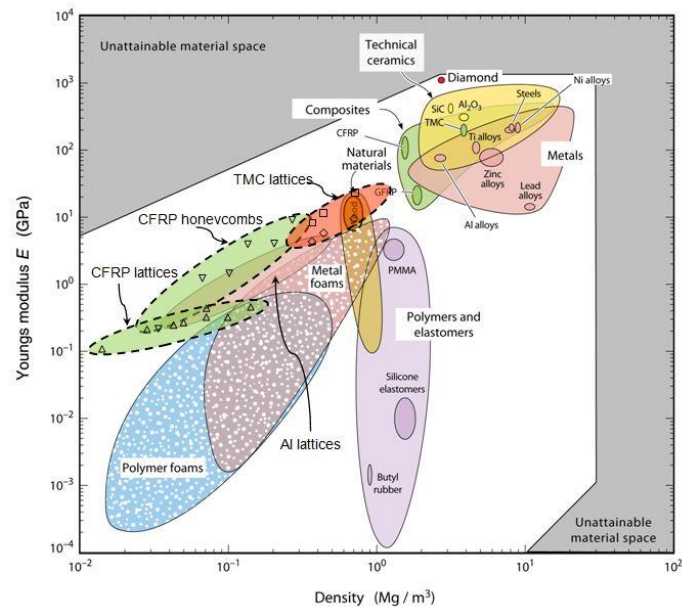 10⁴
Unattainable material space
Technical
ceramics
Diamond
Ni alloys
10³
Steels
SiC
Al₂O₃
Composites
TMC
CFRP
Ti alloys
10²
Natural
materials
Metals
TMC lattices
Zinc
alloys
GFRP
Lead
alloys
Al alloys
CFRP honeycombs
10
Metal
foams
PMMA
CFRP lattices
1.0
Polymers and
elastomers
10⁻¹
Silicone
elastomers
10⁻²
Al lattices
Polymer foams
Butyl
rubber
10⁻³
Unattainable
material space
10⁻⁴
10⁻²
10⁻¹
10⁰
10¹
10²
Youngs modulus E (GPa)
Density (Mg / m³)